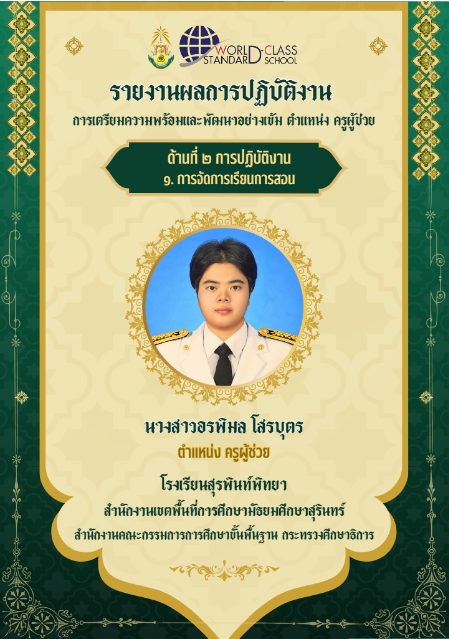 WORLD-CLASS
STANDARD SCHOOL
รายงานผลการปฏิบัติงาน
การเตรียมความพร้อมและพัฒนาอย่างเข้ม ตำแหน่ง ครูผู้ช่วย
ด้านที่ ๒ การปฏิบัติงาน
๑. การจัดการเรียนการสอน
นางสาวอรพิมล โสรบุตร
ตำแหน่ง ครูผู้ช่วย
โรงเรียนสุรพินท์พิทยา
สำนักงานเขตพื้นที่การศึกษามัธยมศึกษาสุรินทร์
สำนักงานคณะกรรมการการศึกษาขั้นพื้นฐาน กระทรวงศึกษาธิการ